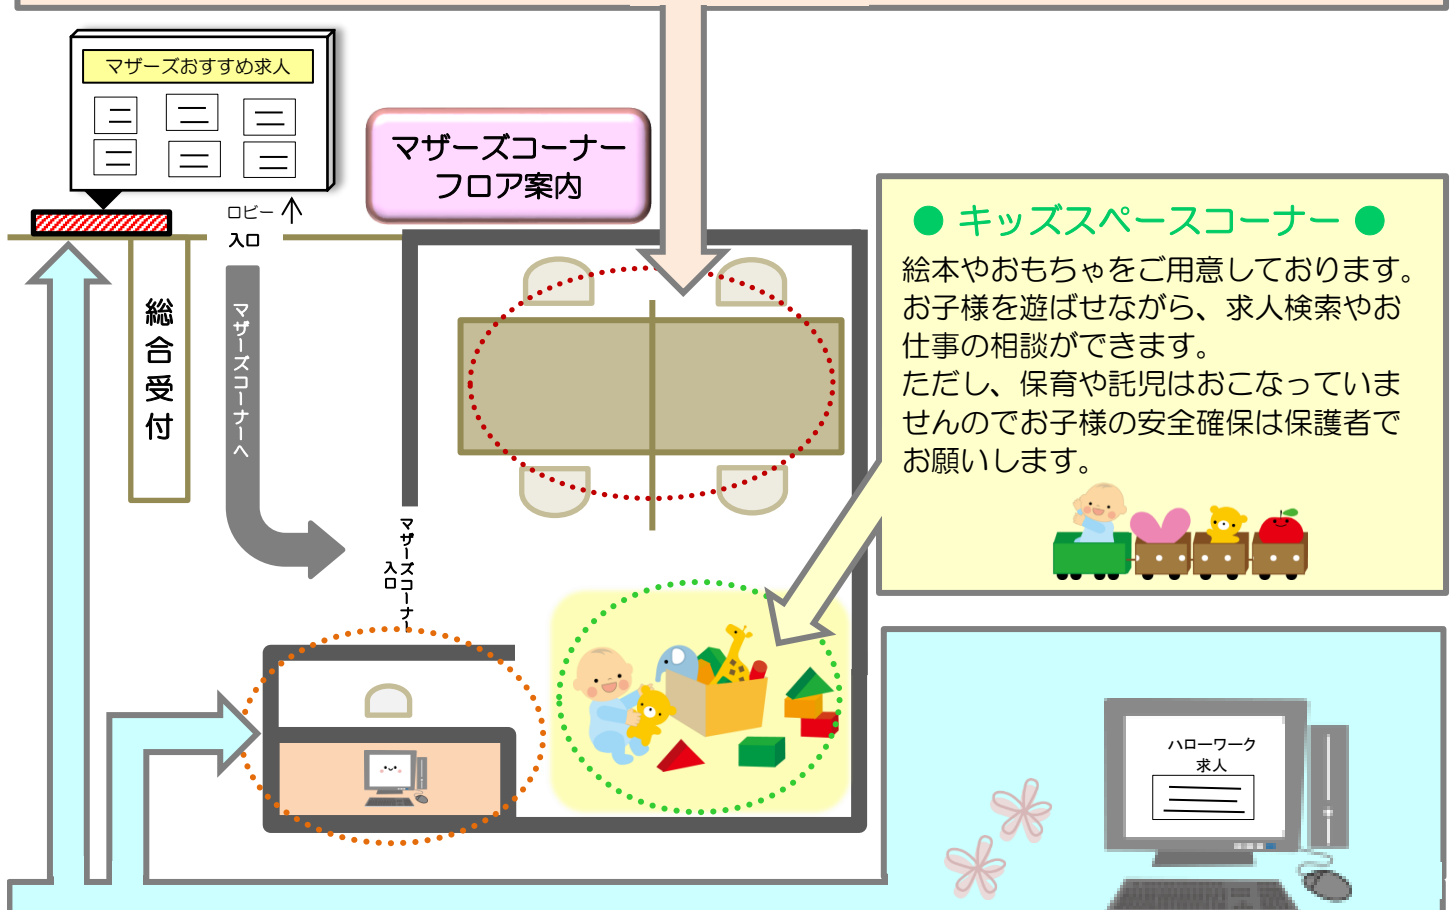 マザーズおすすめ求人
マザーズコーナー
フロア案内
ロビー
入口
総合受付
マザーズコーナーへ
マザーズコーナー
入口
● キッズスペースコーナー ●
絵本やおもちゃをご用意しております。
お子様を遊ばせながら、求人検索やお
仕事の相談ができます。
ただし、保育や託児はおこなっていま
せんのでお子様の安全確保は保護者で
お願いします。
ハローワーク
求人